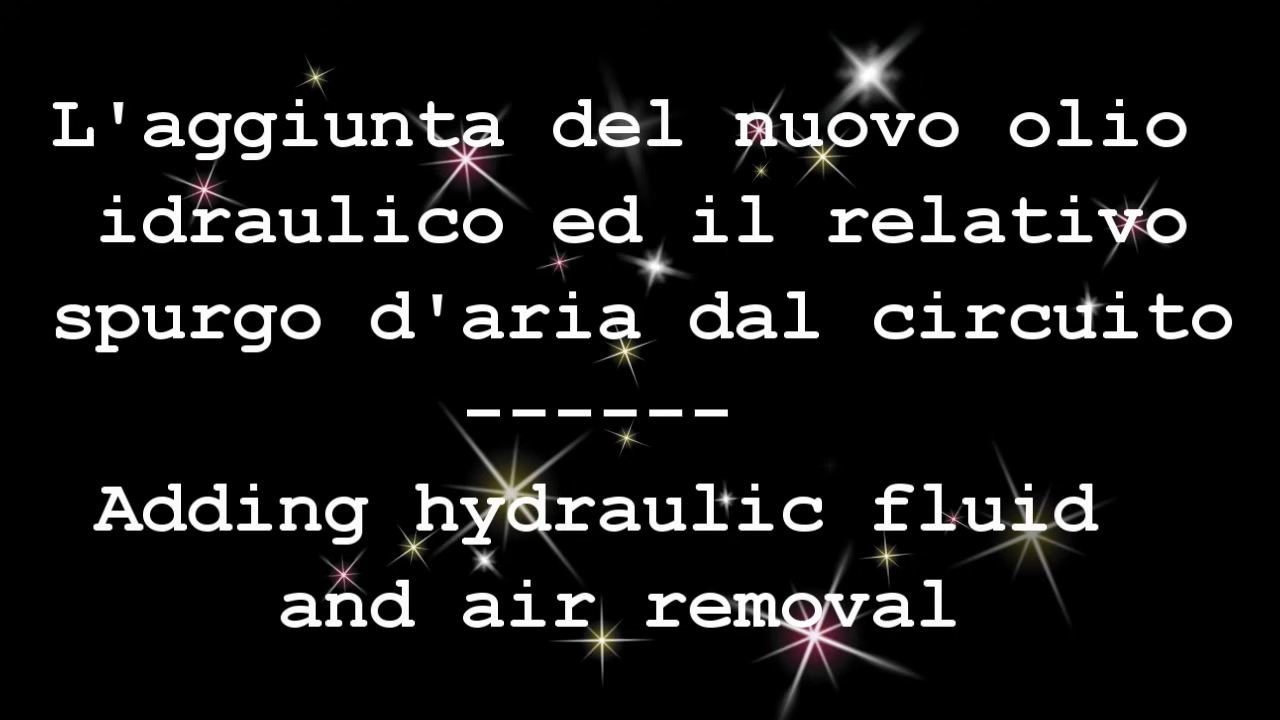 L'aggiunta del nuovo olio
idraulico ed il relativo
spurgo d'aria dal circuito
------
Adding hydraulic fluid
and air removal